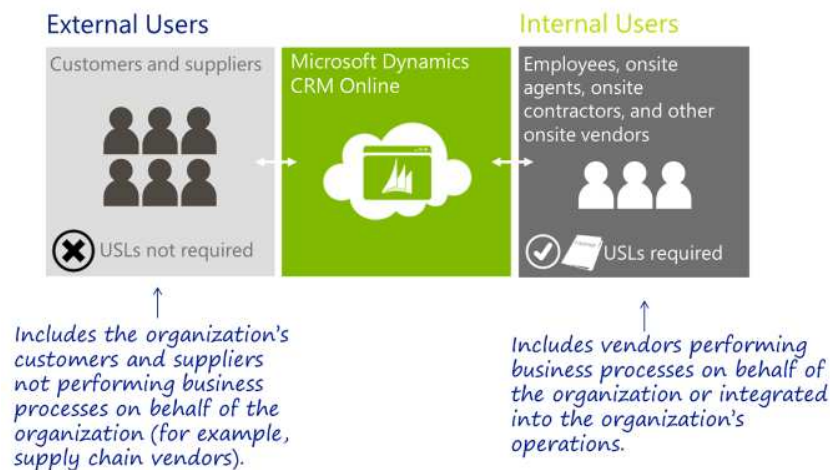 External Users
Customers and suppliers
USLs not required
Microsoft Dynamics
CRM Online
Internal Users
Employees, onsite
agents, onsite
contractors, and other
onsite vendors
USLs required
Includes the organization's
customers and suppliers
not performing business
processes on behalf of the
organization (for example,
supply chain vendors).
Includes vendors performing
business processes on behalf of
the organization or integrated
into the organization's
operations.